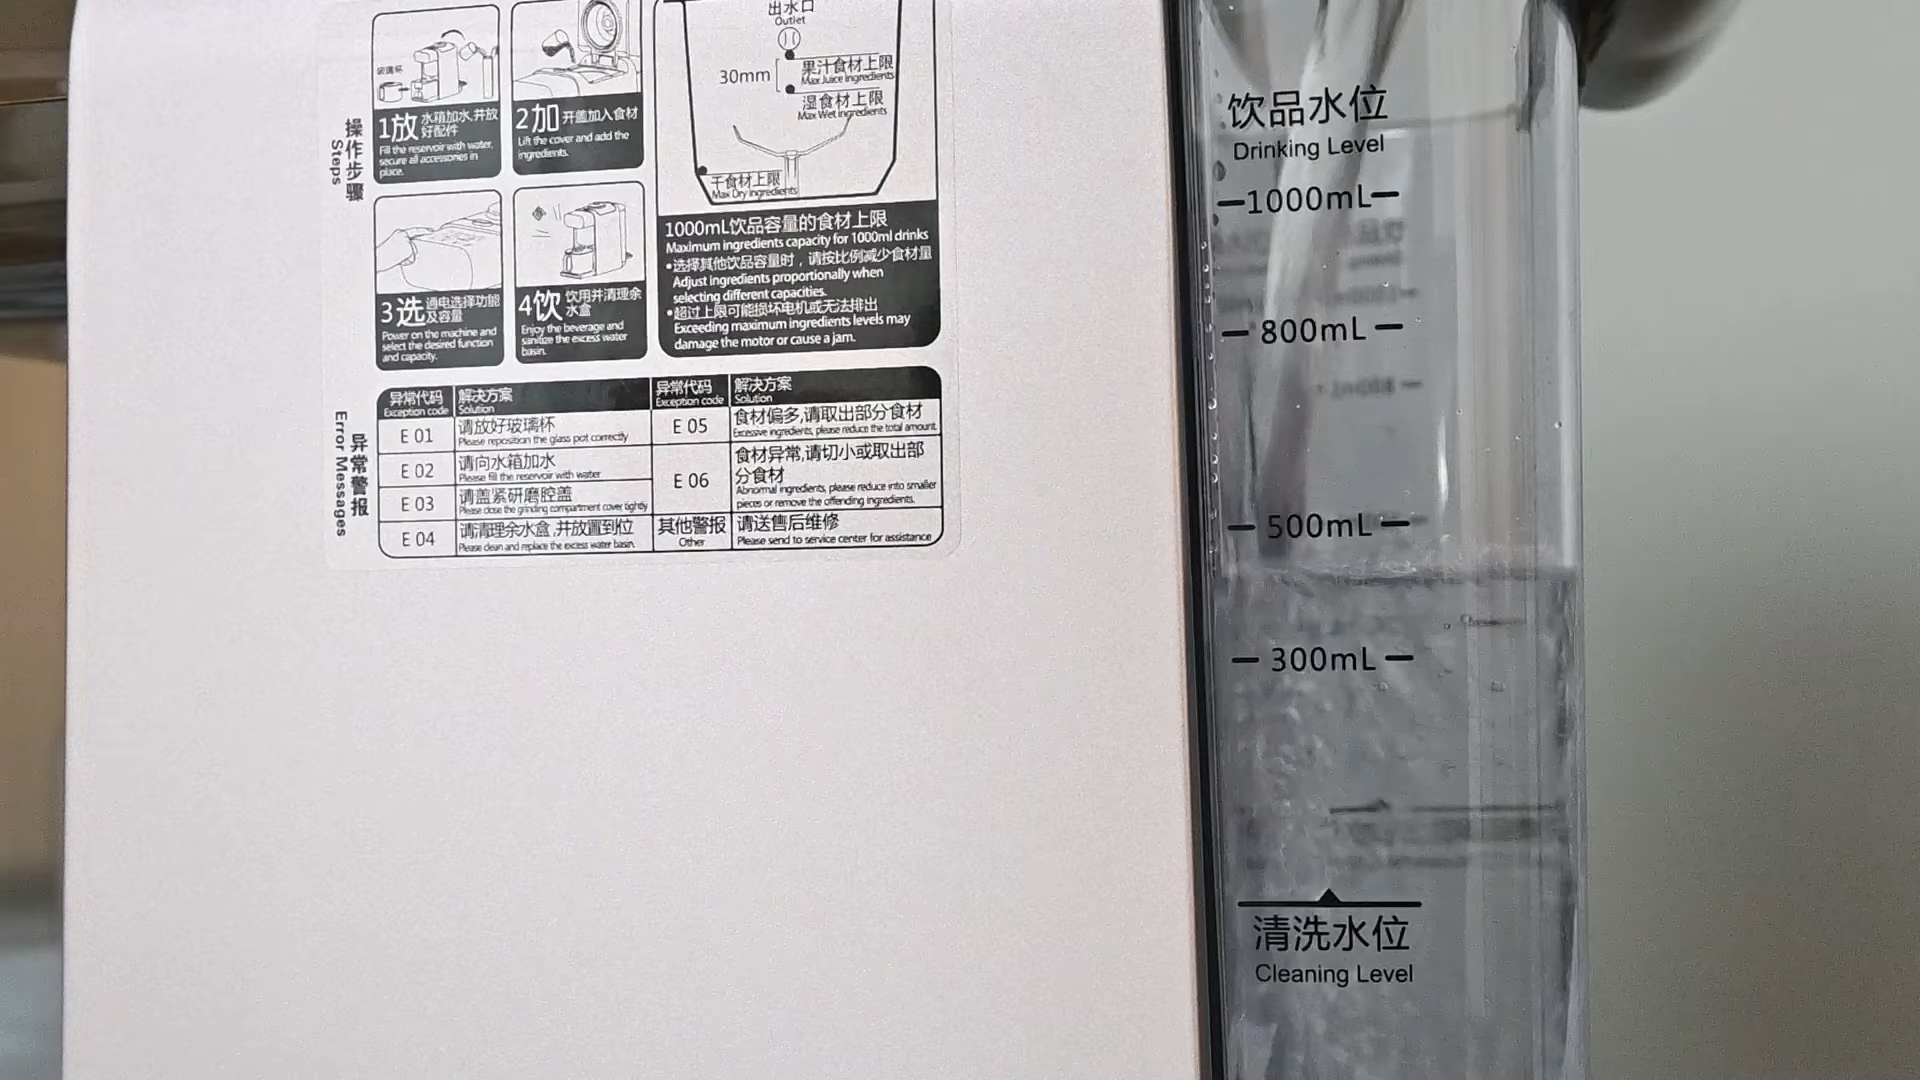 操作步骤
Steps
玻璃杯
1放 水箱加水,并放好配件
Fill the reservoir with water,
secure all accessories in
place.
2加 开盖加入食材
Lift the cover and add the
ingredients.
3选 通电选择功能及容量
Power on the machine and
select the desired function
and capacity.
4饮 饮用并清理余水盒
Enjoy the beverage and
sanitize the excess water
basin.
出水口
Outlet
30mm
果汁食材上限
Max Juice Ingredients
湿食材上限
Max Wet Ingredients
干食材上限
Max Dry Ingredients
1000mL饮品容量的食材上限
Maximum ingredients capacity for 1000ml drinks
•选择其他饮品容量时，请按比例减少食材量
Adjust ingredients proportionally when
selecting different capacities.
•超过上限可能损坏电机或无法排出
Exceeding maximum ingredients levels may
damage the motor or cause a jam.
异常警报
Error Messages
异常代码 解决方案
Exception code Solution
E 01 请放好玻璃杯
Please reposition the glass pot correctly
E 02 请向水箱加水
Please fill the reservoir with water
E 03 请盖紧研磨腔盖
Please close the grinding compartment cover tightly
E 04 请清理余水盒,并放置到位
Please clean and replace the excess water basin.
异常代码 解决方案
Exception code Solution
E 05 食材偏多,请取出部分食材
Excessive ingredients, please reduce the total amount.
E 06 食材异常,请切小或取出部
分食材
Abnormal ingredients, please reduce into smaller
pieces or remove the offending ingredients.
其他警报 请送售后维修
Other Please send to service center for assistance
饮品水位
Drinking Level
1000mL
800mL
500mL
300mL
清洗水位
Cleaning Level